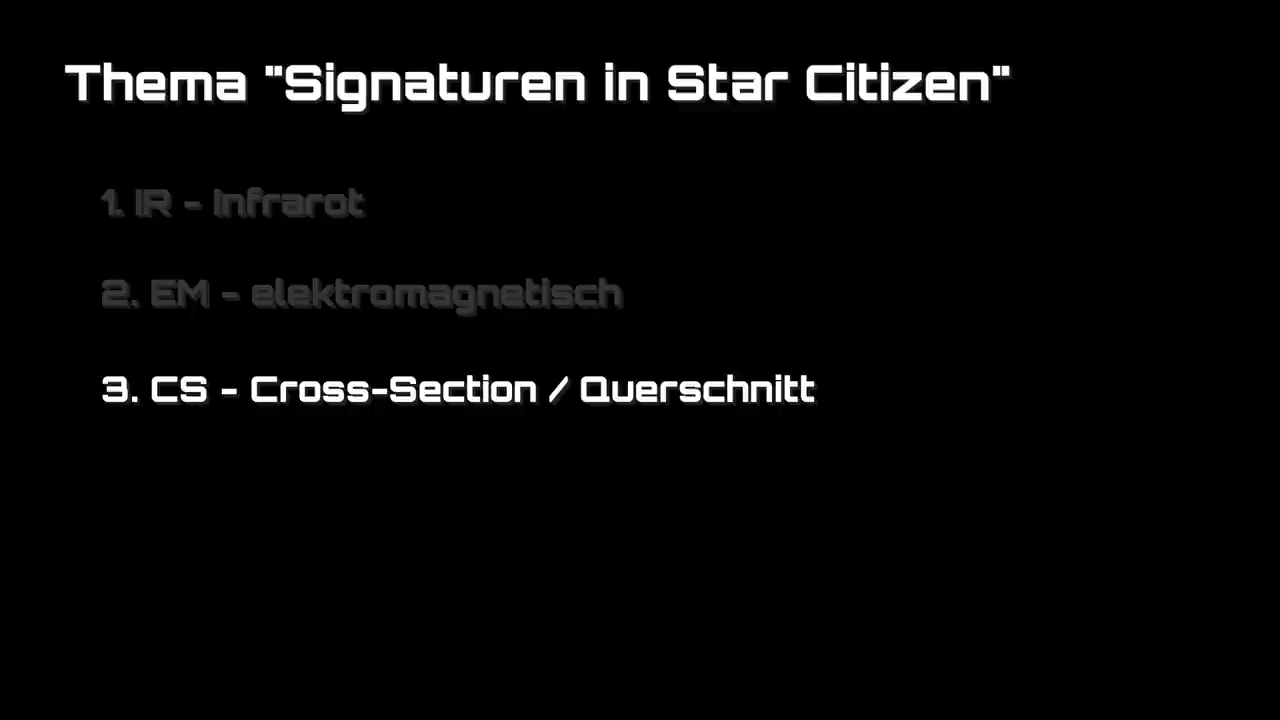 Thema "Signaturen in Star Citizen"
1. IR - Infrarot
2. EM - elektromagnetisch
3. CS - Cross-Section / Querschnitt